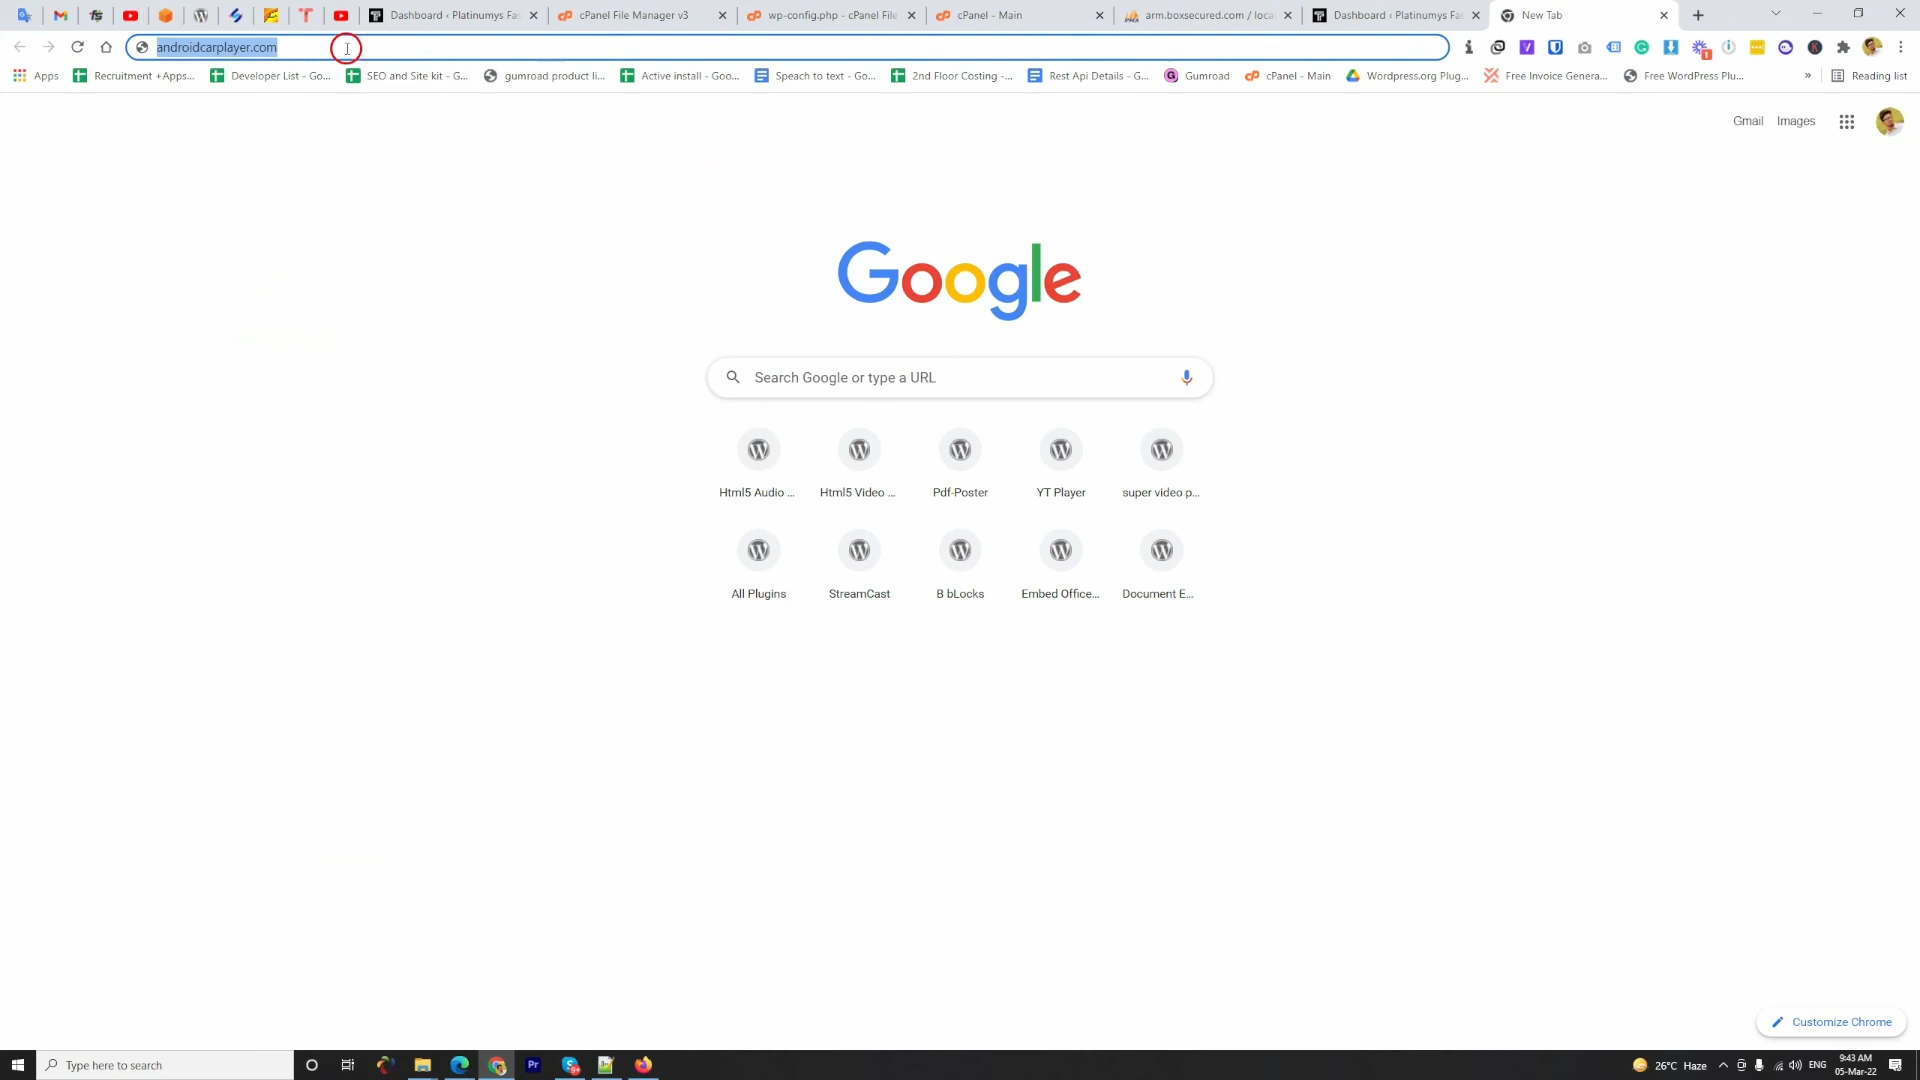 Dashboard ‹ Platinumys Fas
cPanel File Manager v3
wp-config.php - cPanel File
cPanel - Main
arm.boxsecured.com / local
Dashboard ‹ Platinumys Fas
New Tab
androidcarplayer.com
Apps
Recruitment +Apps...
Developer List - Go...
SEO and Site kit - G...
gumroad product li...
Active install - Goo...
Speach to text - Go...
2nd Floor Costing -...
Rest Api Details - G...
Gumroad
cPanel - Main
Wordpress.org Plug...
Free Invoice Genera...
Free WordPress Plu...
»
Reading list
Gmail
Images
Google
Search Google or type a URL
Html5 Audio ...
Html5 Video ...
Pdf-Poster
YT Player
super video p...
All Plugins
StreamCast
B bLocks
Embed Office...
Document E...
Customize Chrome
Type here to search
Pr
26°C Haze
ENG
9:43 AM
05-Mar-22